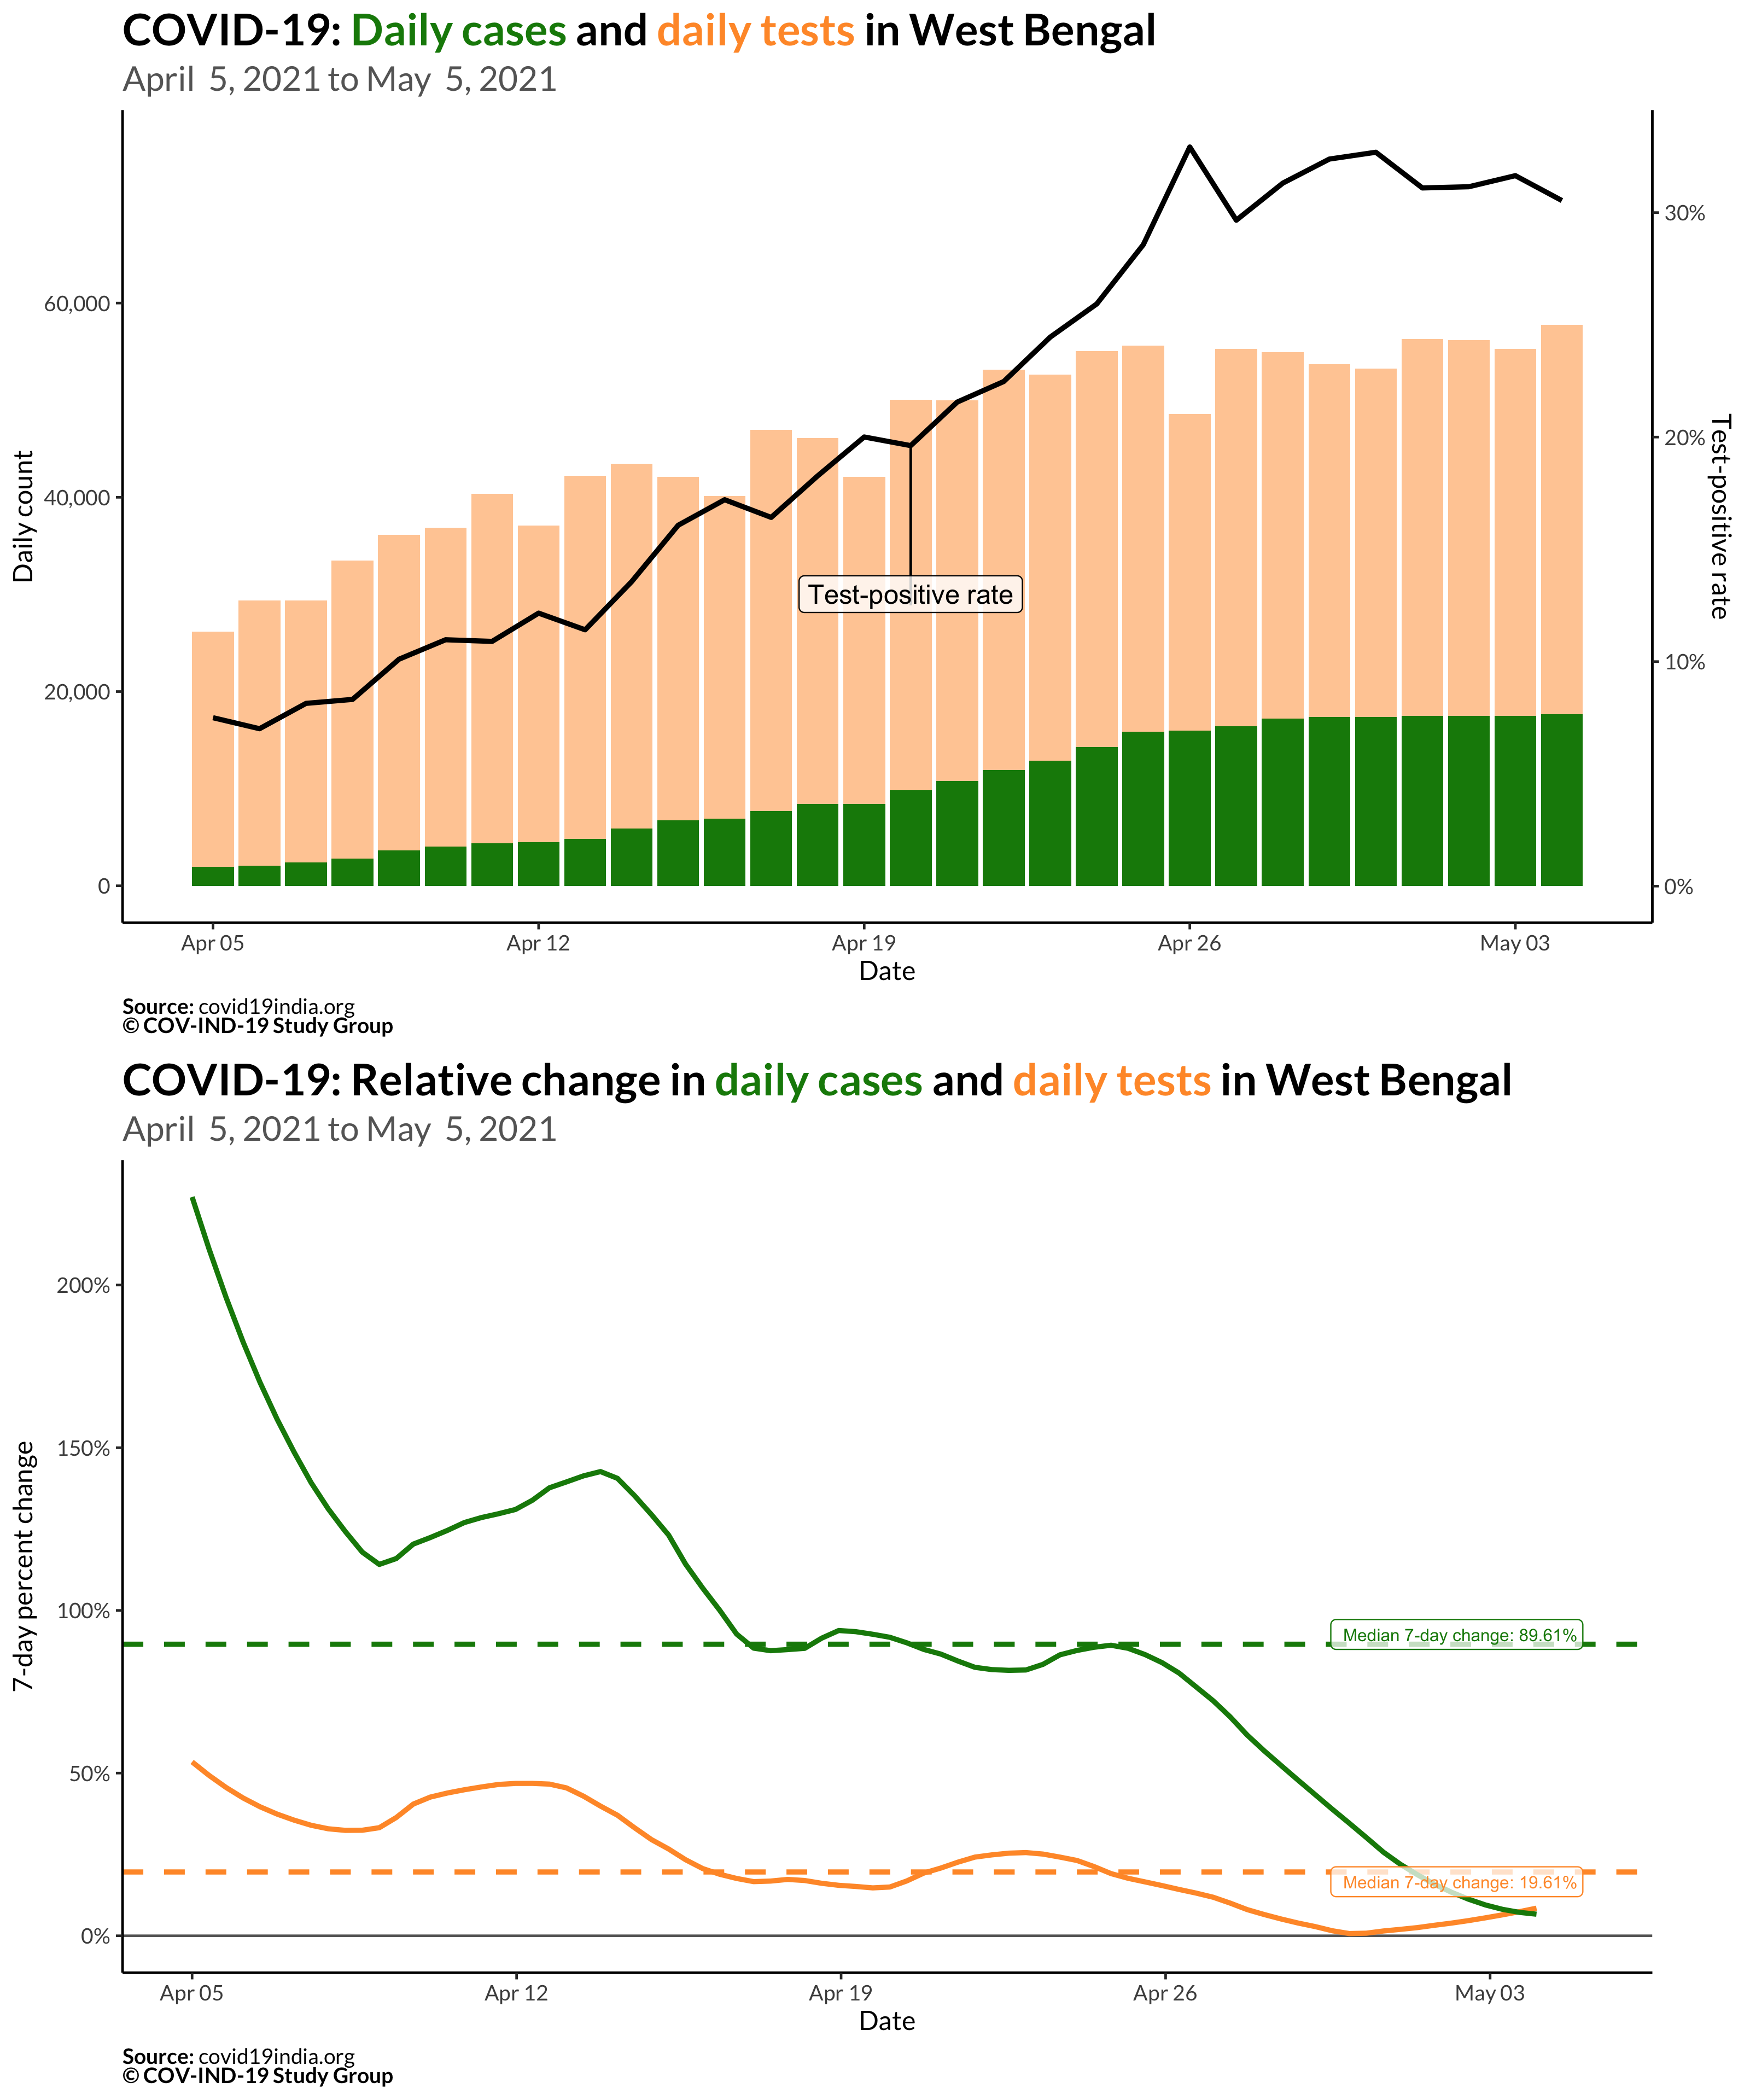 COVID-19: Daily cases and daily tests in West Bengal
April 5, 2021 to May 5, 2021
60,000
40,000
20,000
0
Daily count
30%
20%
10%
0%
Test-positive rate
Test-positive rate
Apr 05 Apr 12 Apr 19 Apr 26 May 03
Date
Source: covid19india.org
© COV-IND-19 Study Group
COVID-19: Relative change in daily cases and daily tests in West Bengal
April 5, 2021 to May 5, 2021
200%
150%
100%
50%
0%
7-day percent change
Median 7-day change: 89.61%
Median 7-day change: 19.61%
Apr 05 Apr 12 Apr 19 Apr 26 May 03
Date
Source: covid19india.org
© COV-IND-19 Study Group